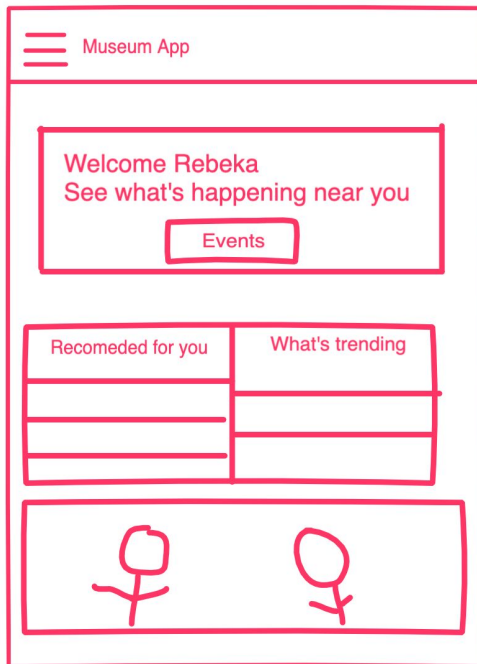 Museum App
Welcome Rebeka
See what's happening near you
Events
Recomeded for you
What's trending